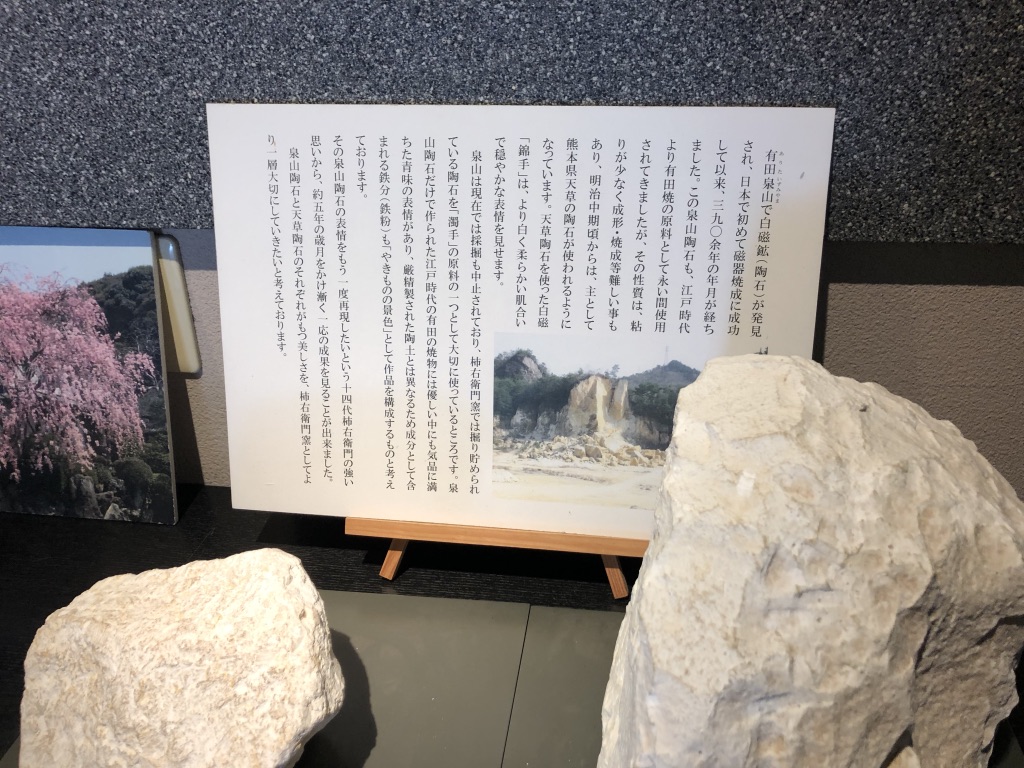 有田泉山で白磁鉱(陶石)が発見
され、日本で初めて磁器焼成に成功
して以来、三九〇余年の年月が経ち
ました。この泉山陶石も、江戸時代
より有田焼の原料として永い間使用
されてきましたが、その性質は、粘
りが少なく成形・焼成等難しい事も
あり、明治中期頃からは、主として
熊本県天草の陶石が使われるように
なっています。天草陶石を使った白磁
「錦手」は、より白く柔らかい肌合い
で穏やかな表情を見せます。
泉山は現在では採掘も中止されており、柿右衛門窯では掘り貯められ
ている陶石を「濁手」の原料の一つとして大切に使っているところです。泉
山陶石だけで作られた江戸時代の有田の焼物には優しい中にも気品に満
ちた青味の表情があり、厳精製された陶土とは異なるため成分として含
まれる鉄分(鉄粉)も「やきものの景色」として作品を構成するものと考え
ております。
その泉山陶石の表情をもう一度再現したいという十四代柿右衛門の強い
思いから、約五年の歳月をかけ漸く一応の成果を見ることが出来ました。
泉山陶石と天草陶石のそれぞれがもつ美しさを、柿右衛門窯としてよ
り一層大切にしていきたいと考えております。